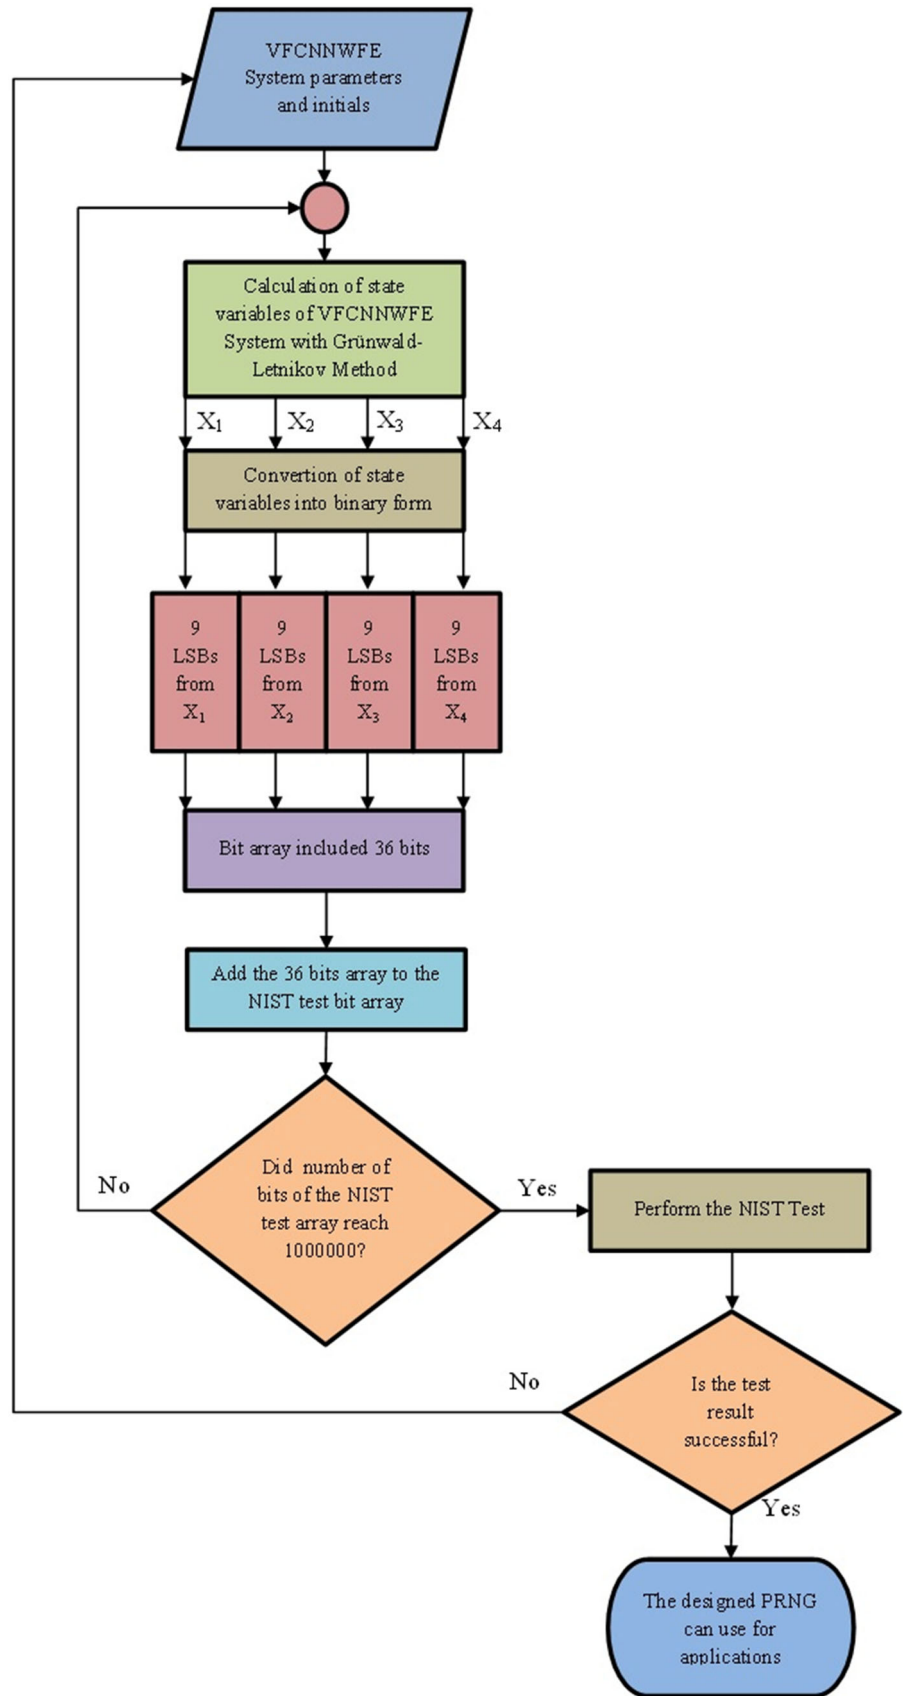 VFCNNWFE
System parameters
and initials
Calculation of state
variables of VFCNNWFE
System with Grünwald-
Letnikov Method
X₁ X₂ X₃ X₄
Convertion of state
variables into binary form
9
LSBs
from
X₁
9
LSBs
from
X₂
9
LSBs
from
X₃
9
LSBs
from
X₄
Bit array included 36 bits
Add the 36 bits array to the
NIST test bit array
Did number of
bits of the NIST
test array reach
1000000?
No
Yes
Perform the NIST Test
Is the test
result
successful?
No
Yes
The designed PRNG
can use for
applications